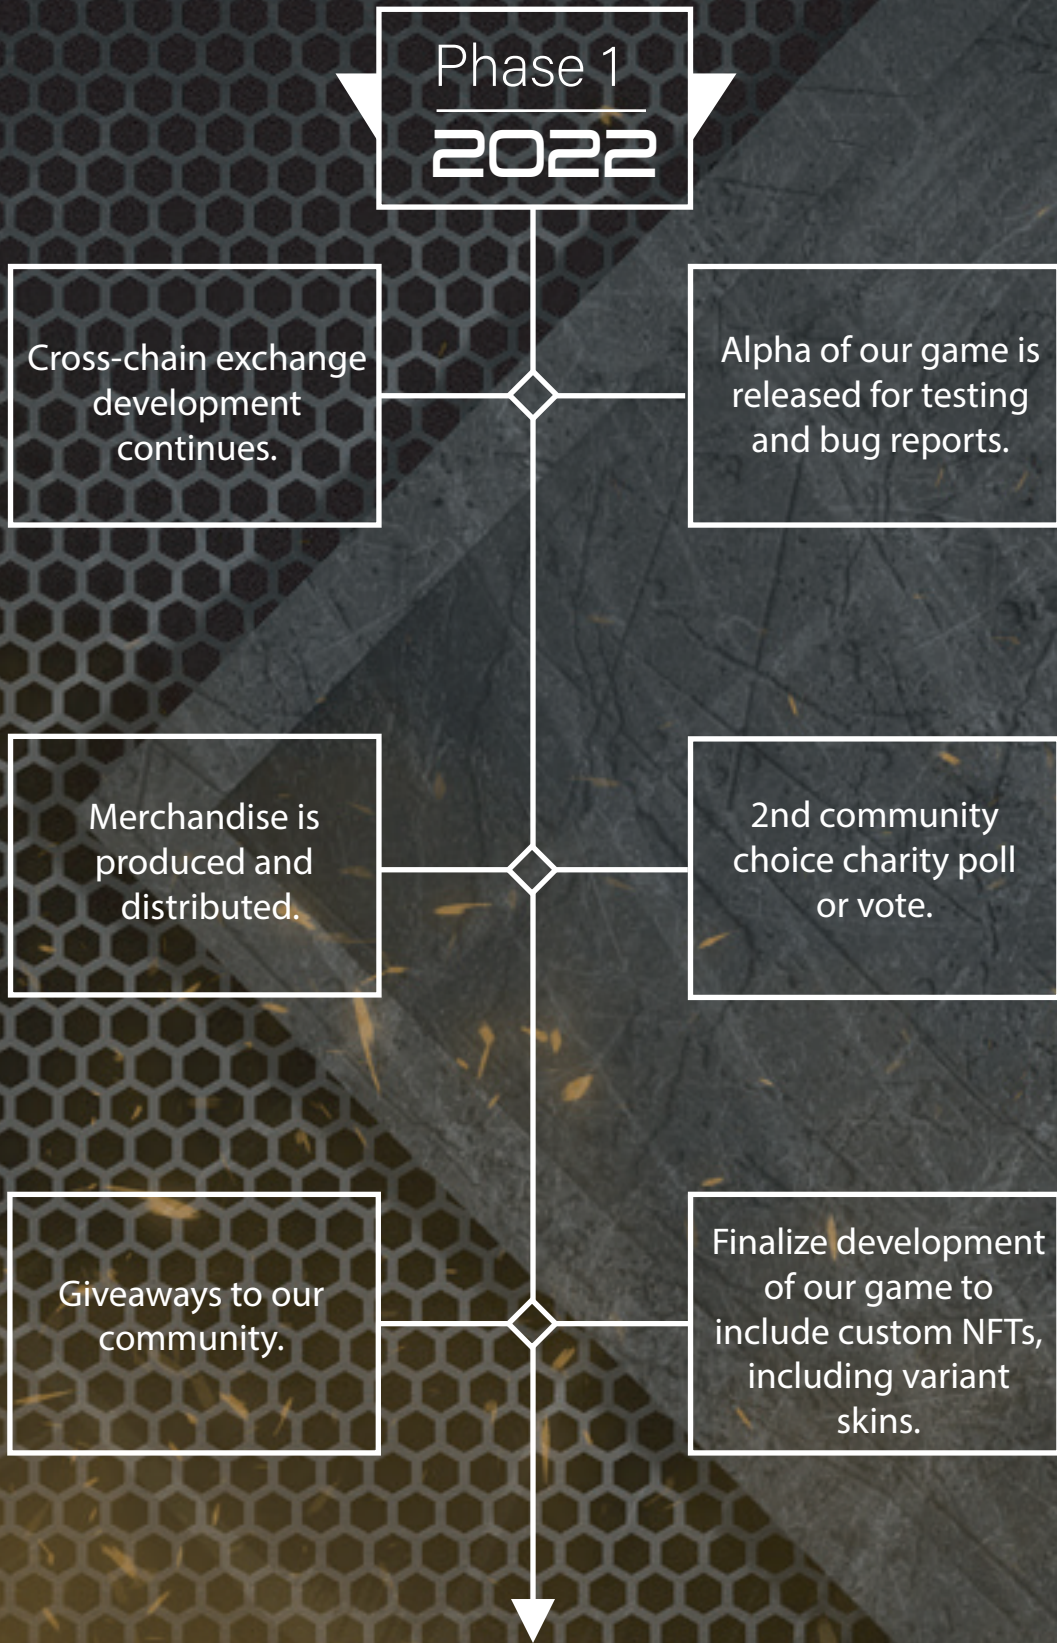 Phase 1
2022
Cross-chain exchange
development
continues.
Alpha of our game is
released for testing
and bug reports.
Merchandise is
produced and
distributed.
2nd community
choice charity poll
or vote.
Giveaways to our
community.
Finalize development
of our game to
include custom NFTs,
including variant
skins.